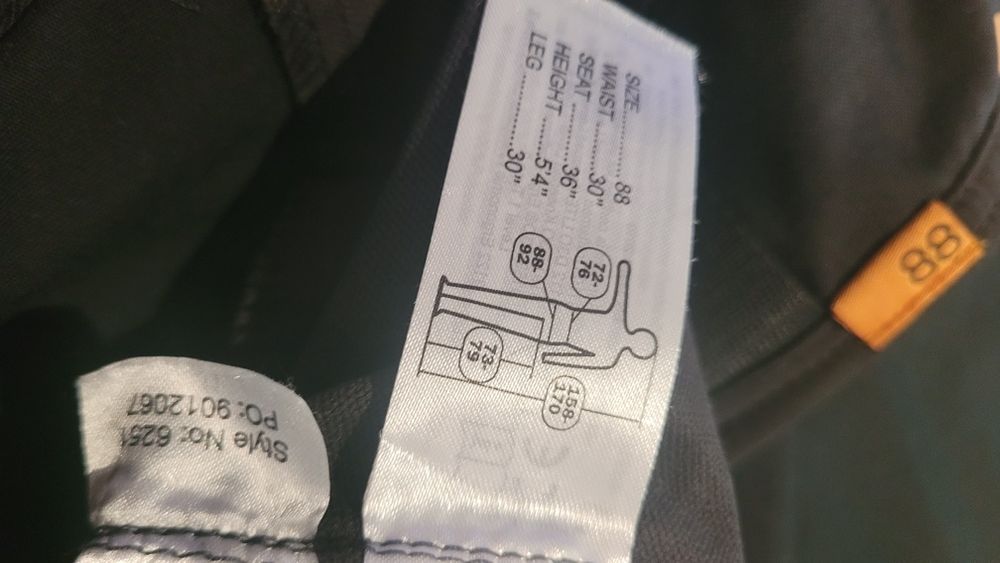 SIZE............88
WAIST.........30"
SEAT..........36"
HEIGHT.......5'4"
LEG............30"
72-
76
88-
92
73-
79
158-
170
88
Style No: 6251
PO: 9012067